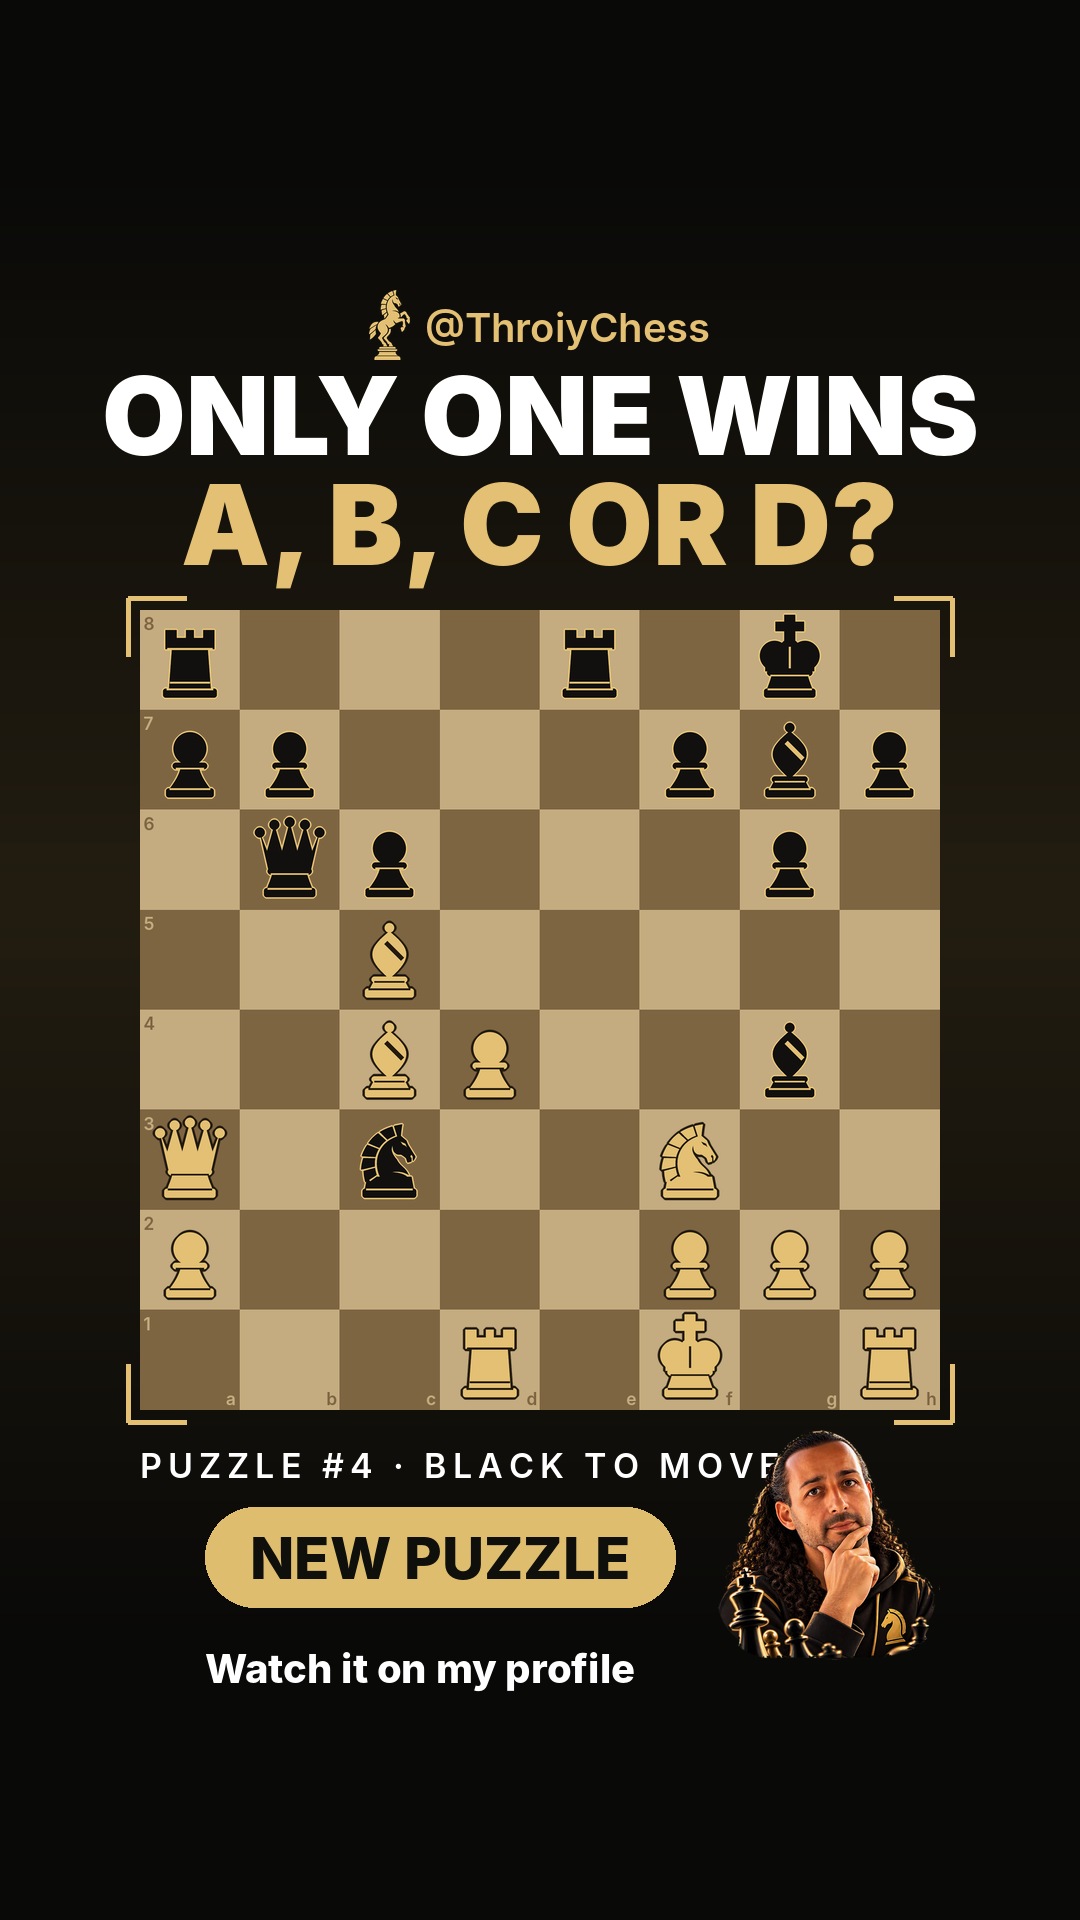 @ThroiyChess
ONLY ONE WINS
A, B, C OR D?
8
7
6
5
4
3
2
1
a b c d e f g h
PUZZLE #4 · BLACK TO MOVE
NEW PUZZLE
Watch it on my profile